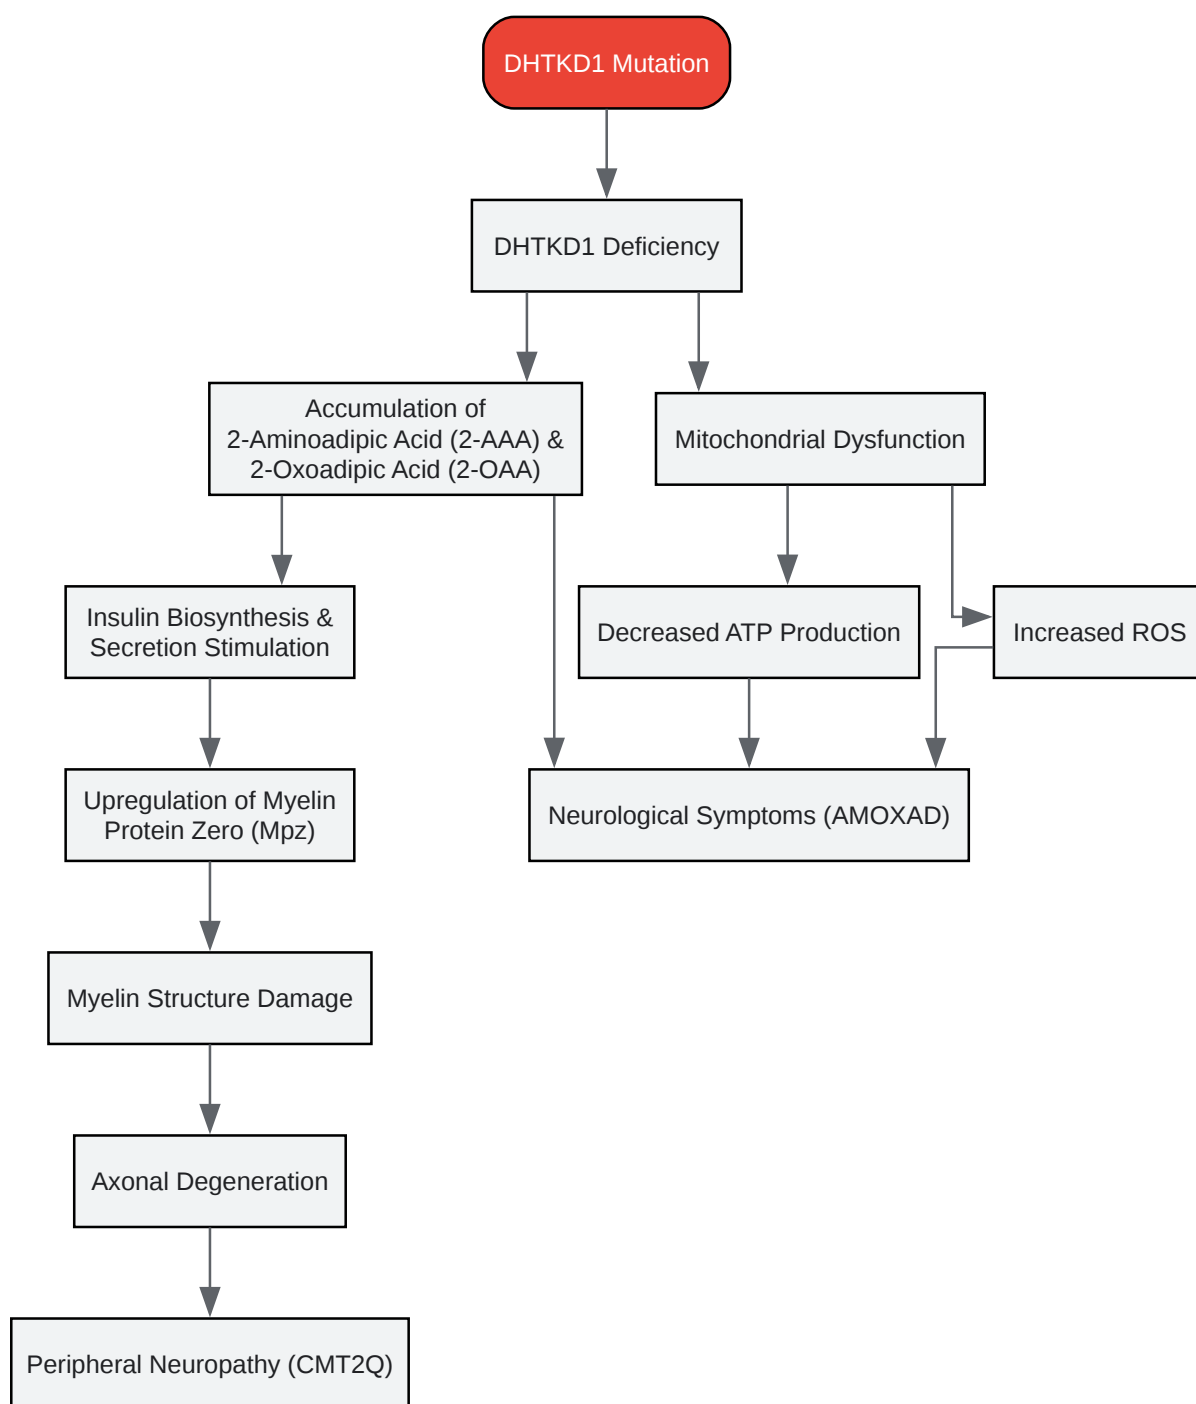 DHTKD1 Mutation
DHTKD1 Deficiency
Accumulation of
2-Aminoadipic Acid (2-AAA) &
2-Oxoadipic Acid (2-OAA)
Mitochondrial Dysfunction
Insulin Biosynthesis &
Secretion Stimulation
Decreased ATP Production
Increased ROS
Upregulation of Myelin
Protein Zero (Mpz)
Neurological Symptoms (AMOXAD)
Myelin Structure Damage
Axonal Degeneration
Peripheral Neuropathy (CMT2Q)